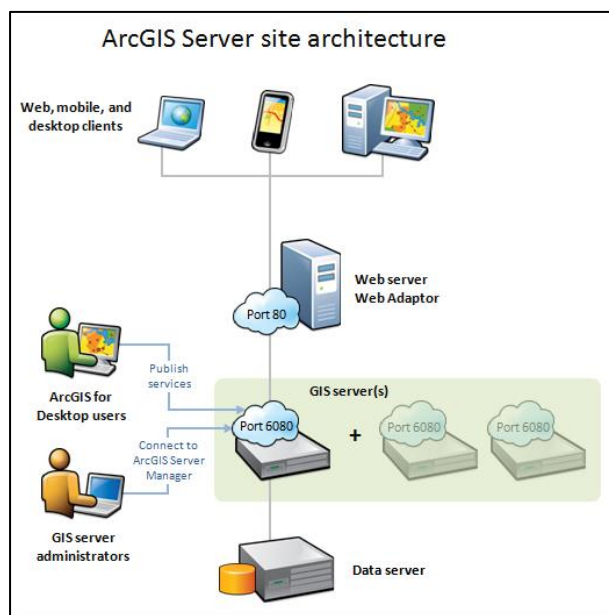 ArcGIS Server site architecture
Web, mobile, and
desktop clients
Web server
Web Adaptor
Port 80
ArcGIS for
Desktop users
Publish
services
GIS server(s)
Port 6080
+
Port 6080
Port 6080
Connect to
ArcGIS Server
Manager
GIS server
administrators
Data server